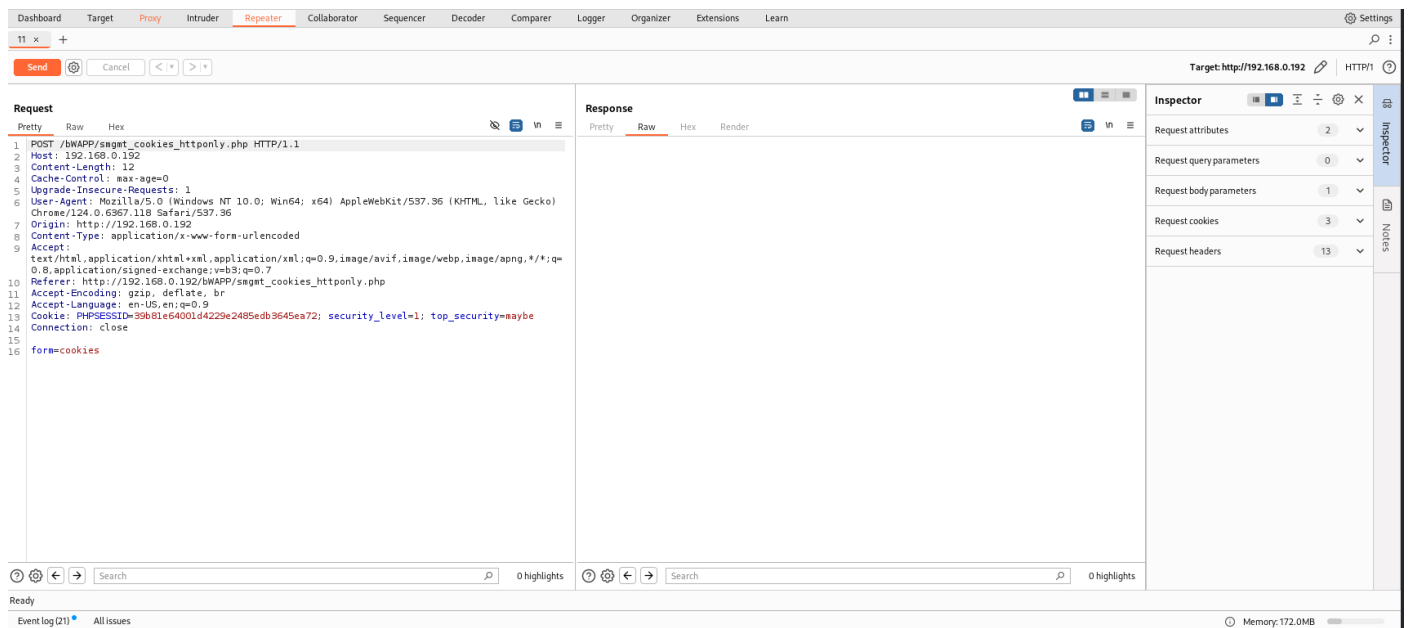 Dashboard Target Proxy Intruder Repeater Collaborator Sequencer Decoder Comparer Logger Organizer Extensions Learn Settings
11 × +
Send Cancel < > Target: http://192.168.0.192 HTTP/1 ?
Request
Pretty Raw Hex \n
1 POST /bWAPP/smgmt_cookies_httponly.php HTTP/1.1
2 Host: 192.168.0.192
3 Content-Length: 12
4 Cache-Control: max-age=0
5 Upgrade-Insecure-Requests: 1
6 User-Agent: Mozilla/5.0 (Windows NT 10.0; Win64; x64) AppleWebKit/537.36 (KHTML, like Gecko)
Chrome/124.0.6367.118 Safari/537.36
7 Origin: http://192.168.0.192
8 Content-Type: application/x-www-form-urlencoded
9 Accept:
text/html,application/xhtml+xml,application/xml;q=0.9,image/avif,image/webp,image/apng,*/*;q=
0.8,application/signed-exchange;v=b3;q=0.7
10 Referer: http://192.168.0.192/bWAPP/smgmt_cookies_httponly.php
11 Accept-Encoding: gzip, deflate, br
12 Accept-Language: en-US,en;q=0.9
13 Cookie: PHPSESSID=39b81e64001d4229e2485edb3645ea72; security_level=1; top_security=maybe
14 Connection: close
15
16 form=cookies
? Search 0 highlights
Response
Pretty Raw Hex Render \n
? Search 0 highlights
Inspector
Request attributes 2
Request query parameters 0
Request body parameters 1
Request cookies 3
Request headers 13
Inspector
Notes
Ready
Event log (21) All issues Memory: 172.0MB